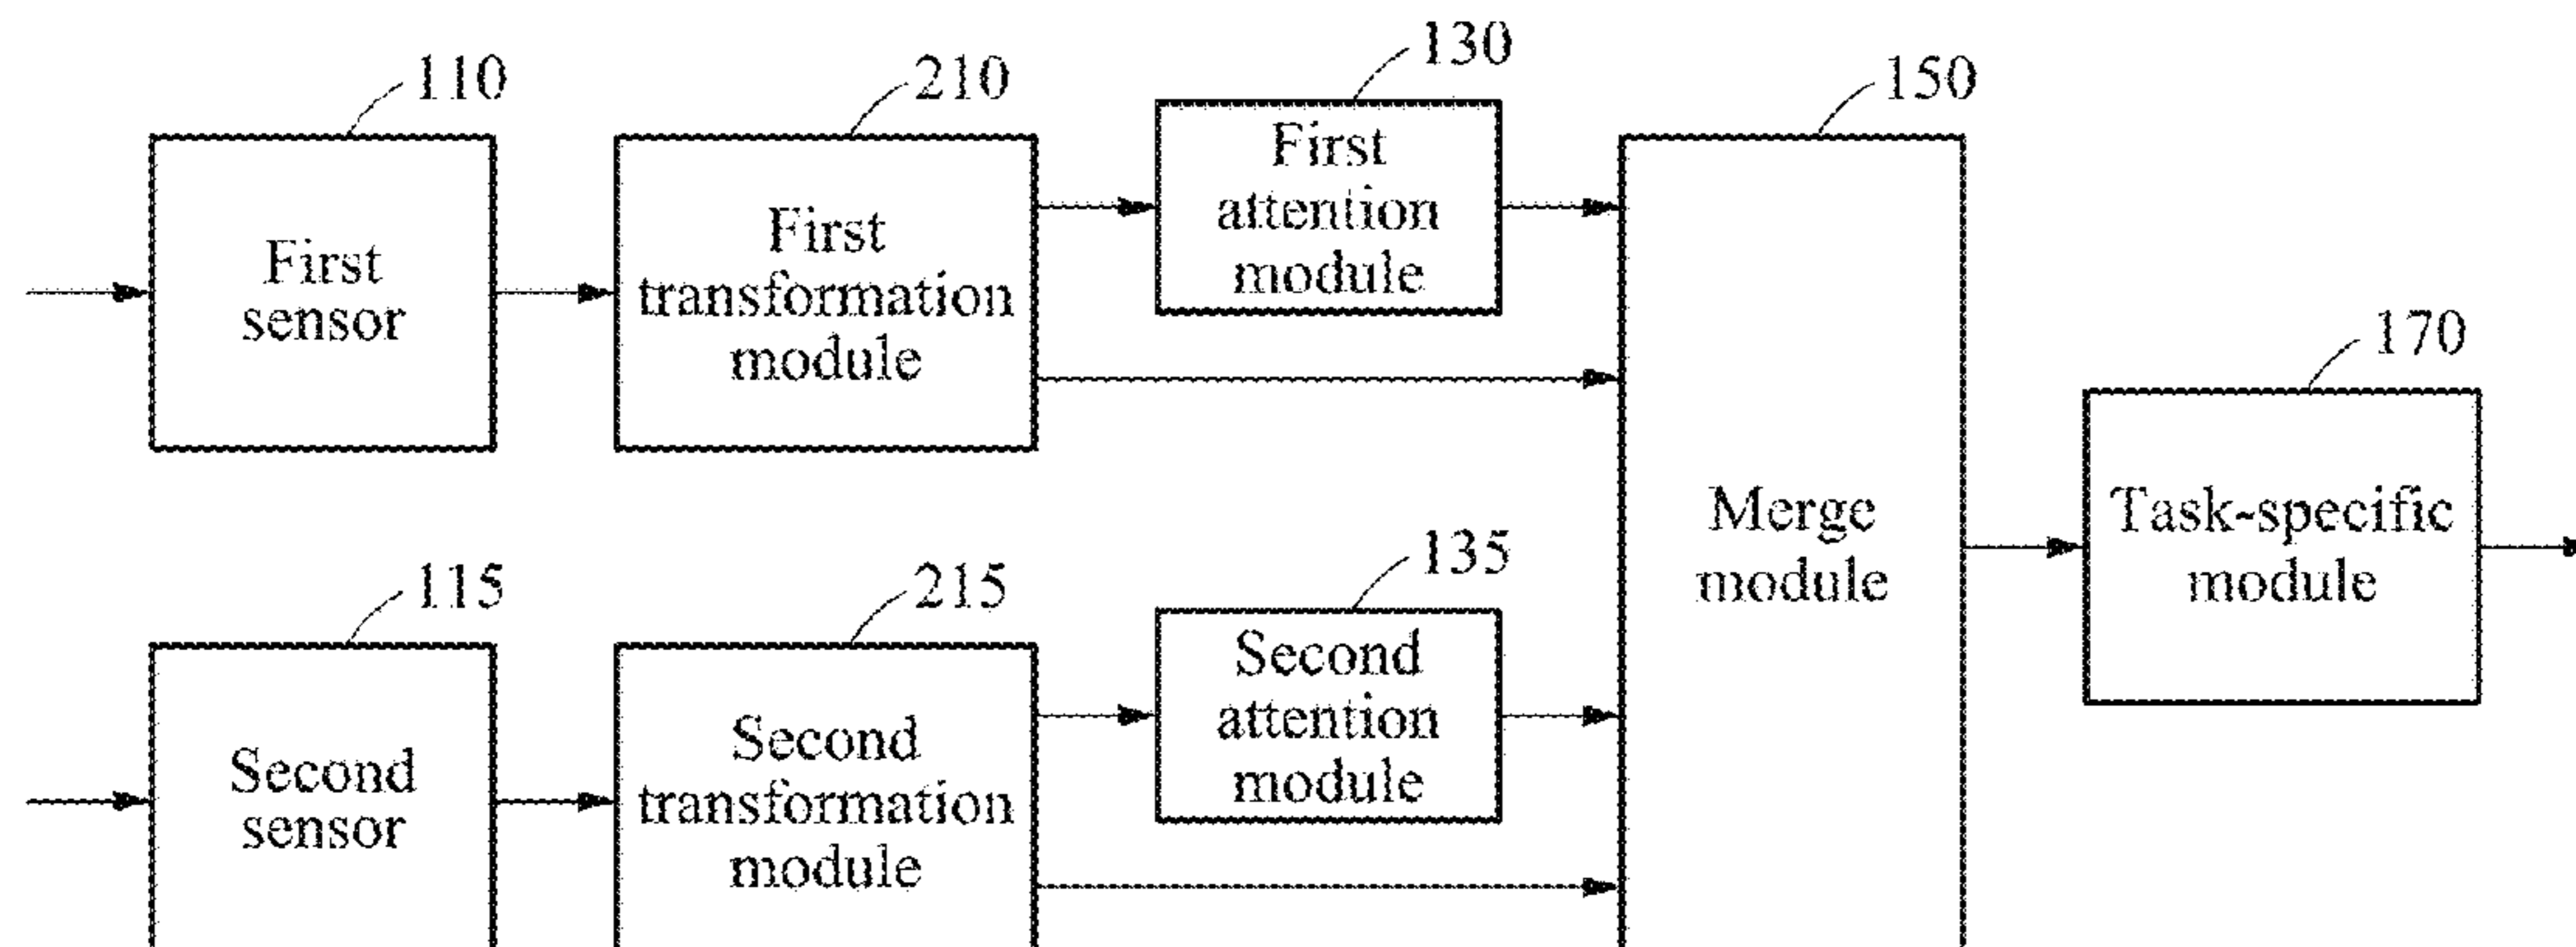 130
110
210
150
First
attention
module
First
sensor
First
transformation
module
170
Merge
module
Task-specific
module
135
115
215
Second
attention
module
Second
sensor
Second
transformation
module